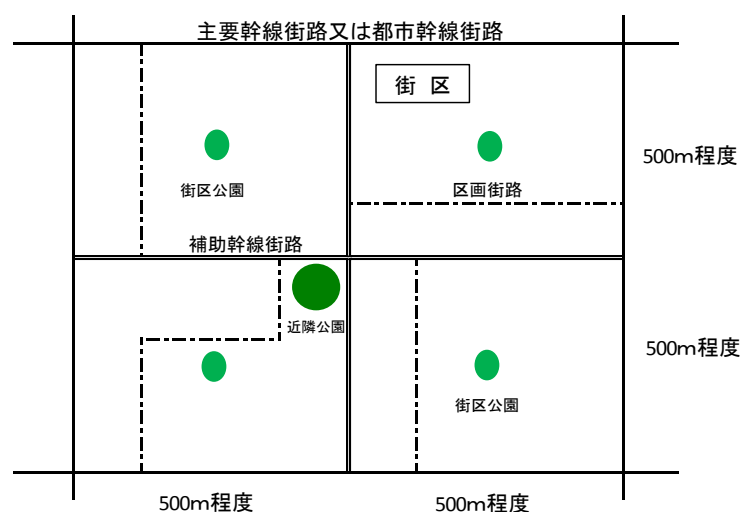 主要幹線街路又は都市幹線街路
街 区
500m程度
街区公園
区画街路
補助幹線街路
近隣公園
500m程度
街区公園
500m程度
500m程度